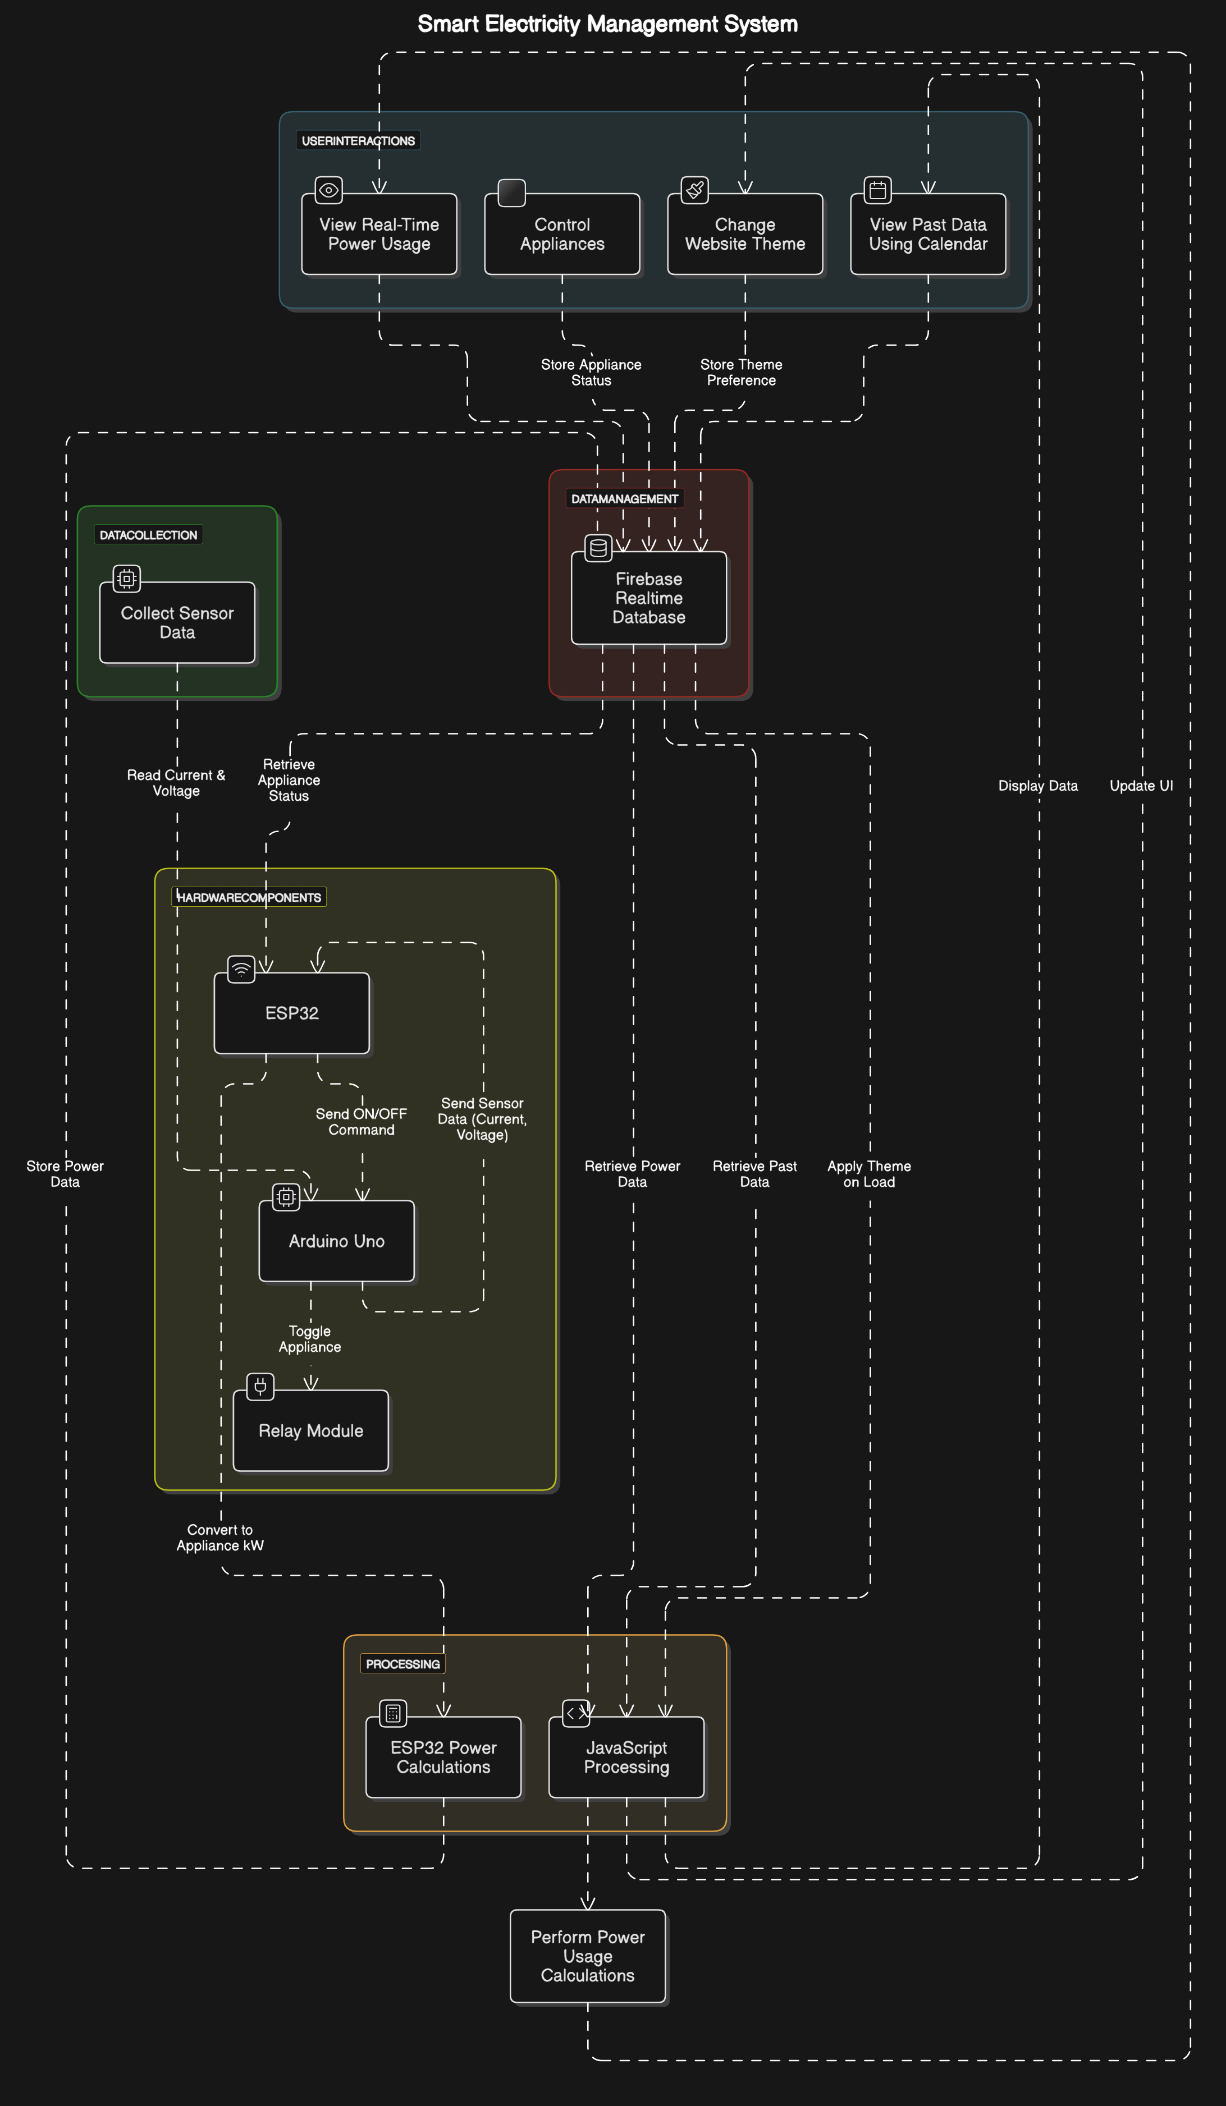 Smart Electricity Management System
USERINTERACTIONS
View Real-Time
Power Usage
Control
Appliances
Change
Website Theme
View Past Data
Using Calendar
Store Appliance
Status
Store Theme
Preference
DATAMANAGEMENT
Firebase
Realtime
Database
DATACOLLECTION
Collect Sensor
Data
Read Current &
Voltage
Retrieve
Appliance
Status
Display Data
Update UI
HARDWARECOMPONENTS
ESP32
Send ON/OFF
Command
Send Sensor
Data (Current,
Voltage)
Store Power
Data
Retrieve Power
Data
Retrieve Past
Data
Apply Theme
on Load
Arduino Uno
Toggle
Appliance
Relay Module
Convert to
Appliance kW
PROCESSING
ESP32 Power
Calculations
JavaScript
Processing
Perform Power
Usage
Calculations